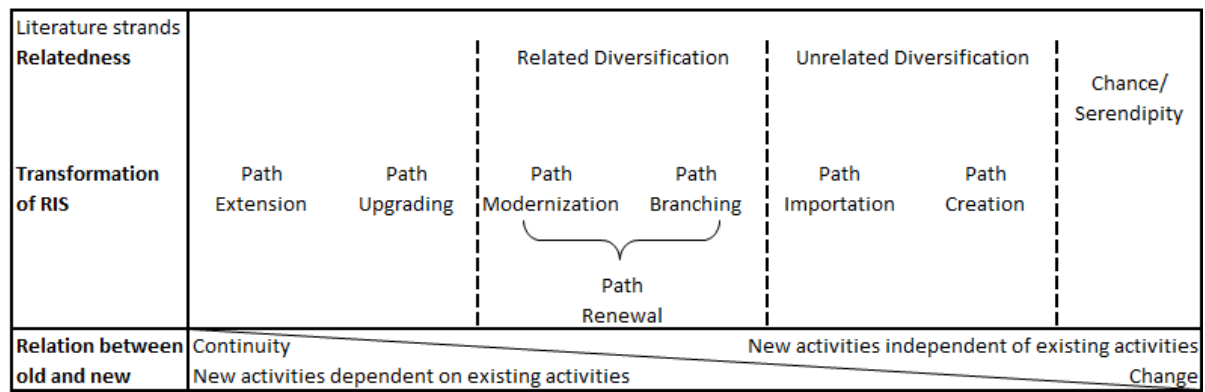 Literature strands
Relatedness
Related Diversification
Unrelated Diversification
Chance/
Serendipity
Transformation
of RIS
Path
Extension
Path
Upgrading
Path
Modernization
Path
Branching
Path
Renewal
Path
Importation
Path
Creation
Relation between
old and new
Continuity
New activities dependent on existing activities
New activities independent of existing activities
Change